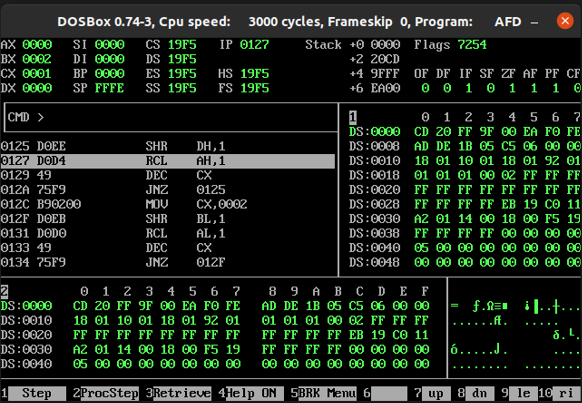 DOSBox 0.74-3, Cpu speed: 3000 cycles, Frameskip 0, Program: AFD
AX 0000 SI 0000 CS 19F5 IP 0127 Stack +0 0000 Flags 7254
BX 0002 DI 0000 DS 19F5 +2 20CD
CX 0001 BP 0000 ES 19F5 HS 19F5 +4 9FFF OF DF IF SF ZF AF PF CF
DX 0000 SP FFFE SS 19F5 FS 19F5 +6 EA00 0 0 1 0 1 1 1 0
CMD >
1 0 1 2 3 4 5 6 7
DS:0000 CD 20 FF 9F 00 EA F0 FE
DS:0008 AD DE 1B 05 C5 06 00 00
DS:0010 18 01 10 01 18 01 92 01
DS:0018 01 01 01 00 02 FF FF FF
DS:0020 FF FF FF FF FF FF FF FF
DS:0028 FF FF FF FF EB 19 C0 11
DS:0030 A2 01 14 00 18 00 F5 19
DS:0038 FF FF FF FF 00 00 00 00
DS:0040 05 00 00 00 00 00 00 00
DS:0048 00 00 00 00 00 00 00 00
0125 D0EE SHR DH,1
0127 D0D4 RCL AH,1
0129 49 DEC CX
012A 75F9 JNZ 0125
012C B90200 MOV CX,0002
012F D0EB SHR BL,1
0131 D0D0 RCL AL,1
0133 49 DEC CX
0134 75F9 JNZ 012F
2 0 1 2 3 4 5 6 7 8 9 A B C D E F
DS:0000 CD 20 FF 9F 00 EA F0 FE AD DE 1B 05 C5 06 00 00
DS:0010 18 01 10 01 18 01 92 01 01 01 01 00 02 FF FF FF
DS:0020 FF FF FF FF FF FF FF FF FF FF FF FF EB 19 C0 11
DS:0030 A2 01 14 00 18 00 F5 19 FF FF FF FF 00 00 00 00
DS:0040 05 00 00 00 00 00 00 00 00 00 00 00 00 00 00 00
1 Step 2 ProcStep 3 Retrieve 4 Help ON 5 BRK Menu 6 7 up 8 dn 9 le 10 ri